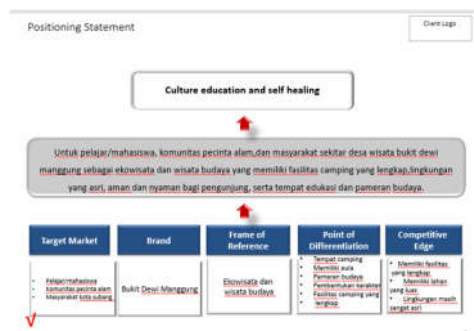 Positioning Statement
Client Logo
Culture education and self healing
Untuk pelajar/mahasiswa, komunitas pecinta alam,dan masyarakat sekitar desa wisata bukit dewi
manggung sebagai ekowisata dan wisata budaya yang memiliki fasilitas camping yang lengkap,lingkungan
yang asri, aman dan nyaman bagi pengunjung, serta tempat edukasi dan pameran budaya.
Target Market
Brand
Frame of
Reference
Point of
Differentiation
Competitive
Edge
Pelajar/mahasiswa
Komunitas pecinta alam
Masyarakat kota subang
Bukit Dewi Manggung
Ekowisata dan
wisata budaya
Tempat camping
Memiliki aula
Pameran budaya
Pembentukan karakter
Fasilitas camping yang
lengkap
Memiliki fasilitas
yang lengkap
Memiliki lahan
yang luas
Lingkungan masih
sangat asri
√